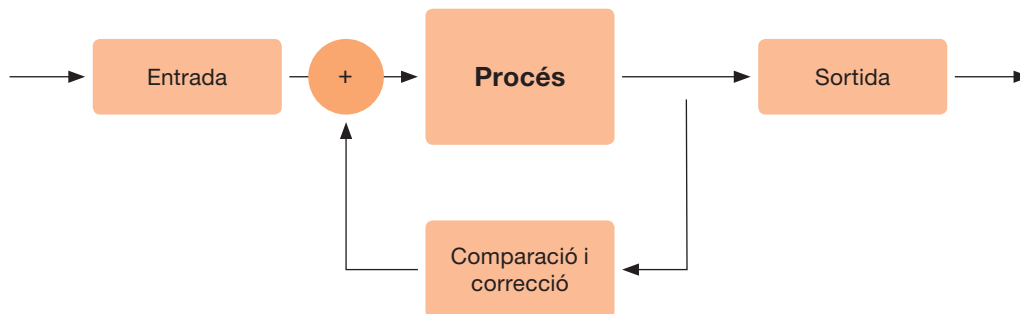 Entrada
+
Procés
Sortida
Comparació i
correcció